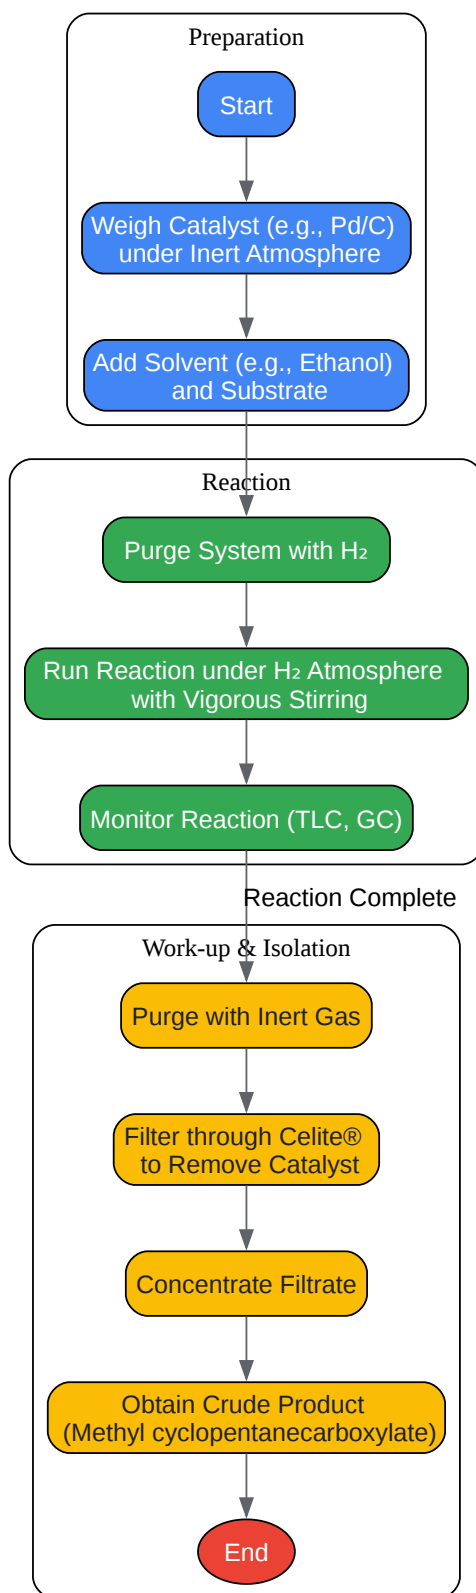 Preparation
Start
Weigh Catalyst (e.g., Pd/C)
under Inert Atmosphere
Add Solvent (e.g., Ethanol)
and Substrate
Reaction
Purge System with H₂
Run Reaction under H₂ Atmosphere
with Vigorous Stirring
Monitor Reaction (TLC, GC)
Reaction Complete
Work-up & Isolation
Purge with Inert Gas
Filter through Celite®
to Remove Catalyst
Concentrate Filtrate
Obtain Crude Product
(Methyl cyclopentanecarboxylate)
End